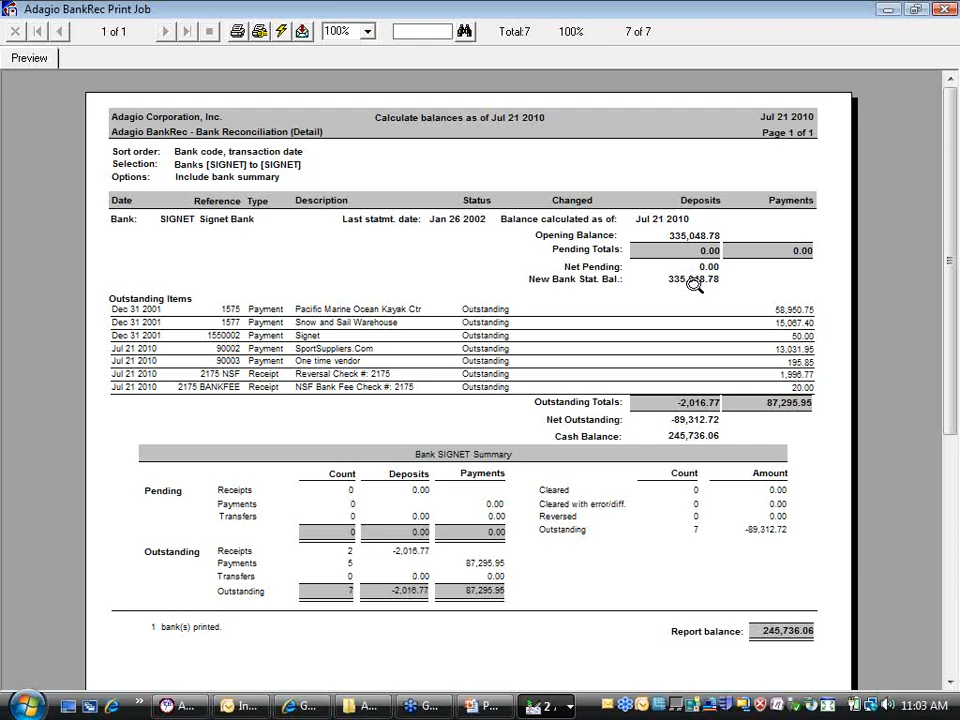 Adagio BankRec Print Job
1 of 1 100% Total:7 100% 7 of 7
Preview
Adagio Corporation, Inc. Calculate balances as of Jul 21 2010 Jul 21 2010
Adagio BankRec - Bank Reconciliation (Detail) Page 1 of 1
Sort order: Bank code, transaction date
Selection: Banks [SIGNET] to [SIGNET]
Options: Include bank summary
Date Reference Type Description Status Changed Deposits Payments
Bank: SIGNET Signet Bank Last statmt. date: Jan 26 2002 Balance calculated as of: Jul 21 2010
Opening Balance: 335,048.78
Pending Totals: 0.00 0.00
Net Pending: 0.00
New Bank Stat. Bal.:
Outstanding Items
Dec 31 2001 1575 Payment Pacific Marine Ocean Kayak Ctr Outstanding 58,950.75
Dec 31 2001 1577 Payment Snow and Sail Warehouse Outstanding 15,067.40
Dec 31 2001 1550002 Payment Signet Outstanding 50.00
Jul 21 2010 90002 Payment SportSuppliers.Com Outstanding 13,031.95
Jul 21 2010 90003 Payment One time vendor Outstanding 195.85
Jul 21 2010 2175 NSF Receipt Reversal Check #: 2175 Outstanding 1,996.77
Jul 21 2010 2175 BANKFEE Receipt NSF Bank Fee Check #: 2175 Outstanding 20.00
Outstanding Totals: -2,016.77 87,295.95
Net Outstanding: -89,312.72
Cash Balance: 245,736.06
Bank SIGNET Summary
Count Deposits Payments Count Amount
Pending Receipts 0 0.00 Cleared 0 0.00
Payments 0 0.00 Cleared with error/diff. 0 0.00
Transfers 0 0.00 0.00 Reversed 0 0.00
0 0.00 0.00 Outstanding 7 -89,312.72
Outstanding Receipts 2 -2,016.77
Payments 5 87,295.95
Transfers 0 0.00 0.00
Outstanding 7 -2,016.77 87,295.95
1 bank(s) printed. Report balance: 245,736.06
A... In... G... A... G... P... 2 11:03 AM